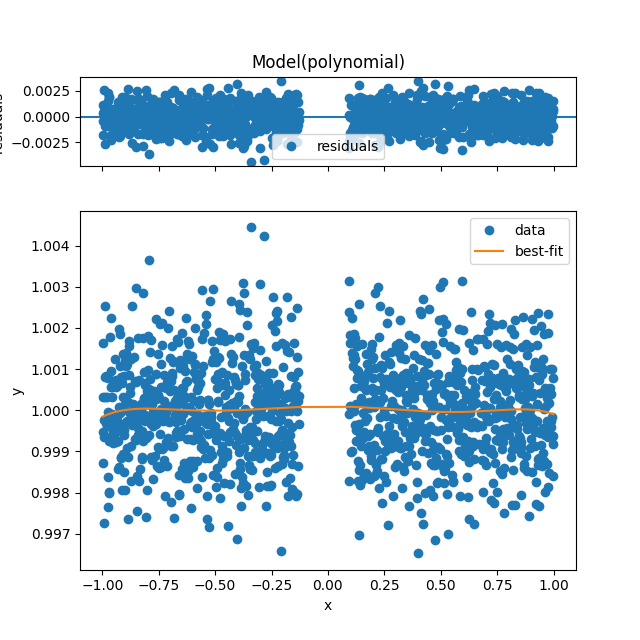 Model(polynomial)
residuals
0.0025
0.0000
−0.0025
residuals
1.004
1.003
1.002
1.001
1.000
0.999
0.998
0.997
y
data
best-fit
−1.00 −0.75 −0.50 −0.25 0.00 0.25 0.50 0.75 1.00
x